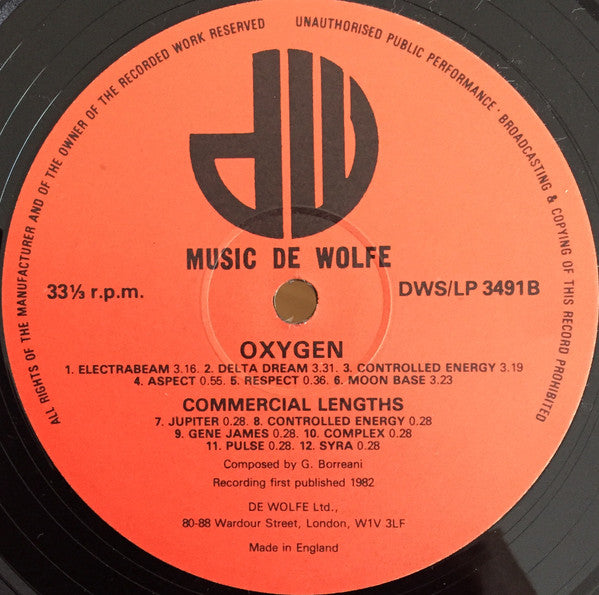 ALL RIGHTS OF THE MANUFACTURER AND OF THE OWNER OF THE RECORDED WORK RESERVED
UNAUTHORISED PUBLIC PERFORMANCE · BROADCASTING & COPYING OF THIS RECORD PROHIBITED
dW
MUSIC DE WOLFE
33⅓ r.p.m.
DWS/LP 3491B
OXYGEN
1. ELECTRABEAM 3.16. 2. DELTA DREAM 3.31. 3. CONTROLLED ENERGY 3.19
4. ASPECT 0.55. 5. RESPECT 0.36. 6. MOON BASE 3.23
COMMERCIAL LENGTHS
7. JUPITER 0.28. 8. CONTROLLED ENERGY 0.28
9. GENE JAMES 0.28. 10. COMPLEX 0.28.
11. PULSE 0.28. 12. SYRA 0.28
Composed by G. Borreani
Recording first published 1982
DE WOLFE Ltd.,
80-88 Wardour Street, London, W1V 3LF
Made in England